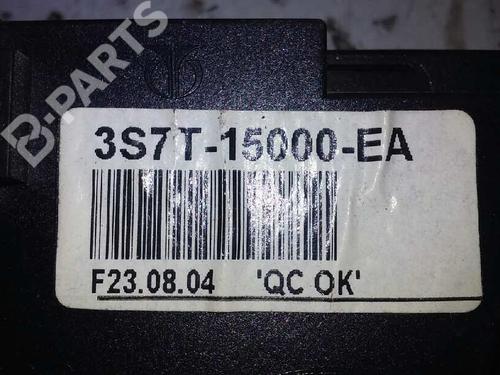 B-PARTS
3S7T-15000-EA
F23.08.04 'QC OK'